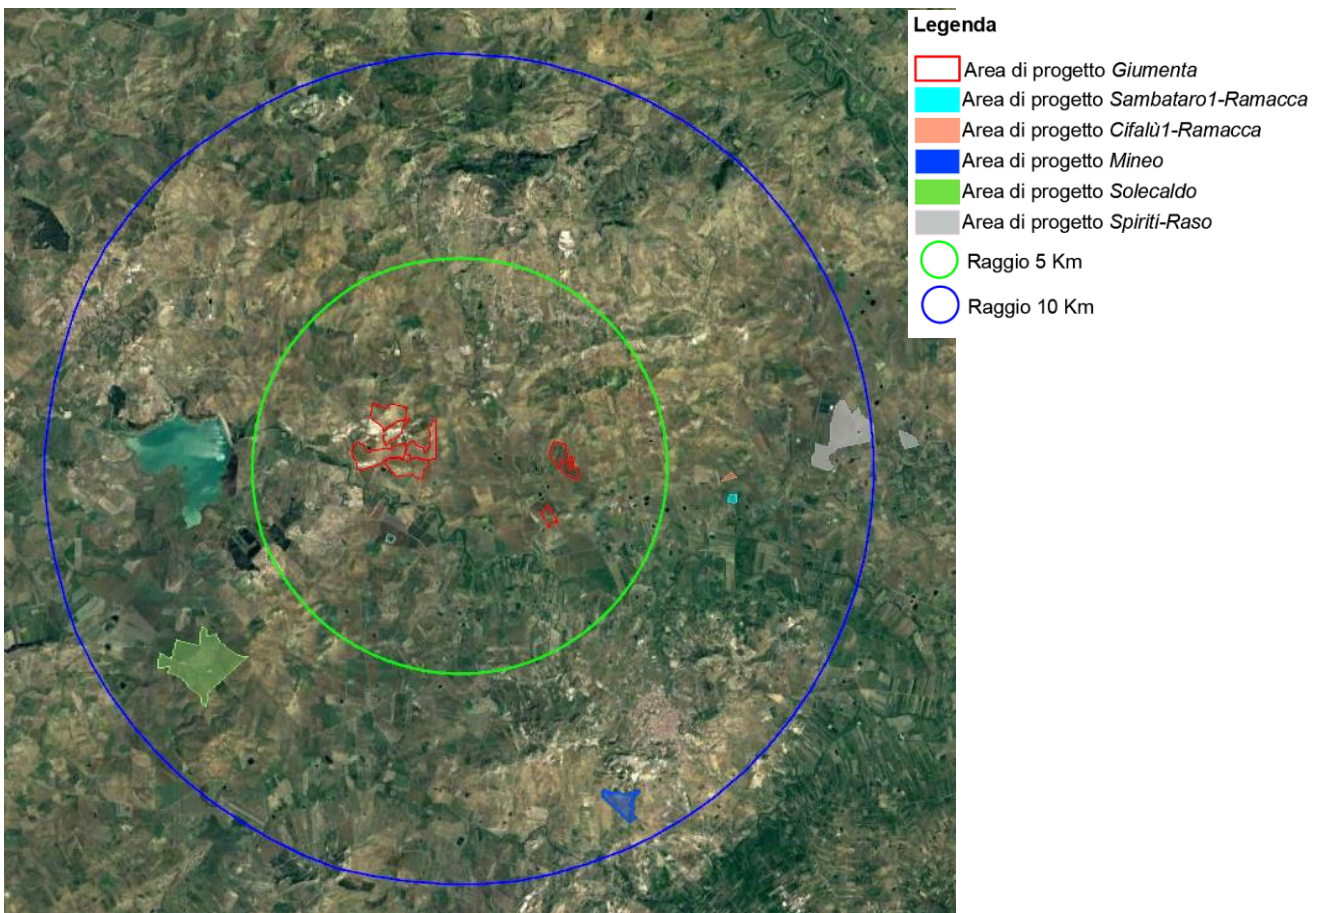 Legenda
Area di progetto Giumenta
Area di progetto Sambataro1-Ramacca
Area di progetto Cifalù1-Ramacca
Area di progetto Mineo
Area di progetto Solecaldo
Area di progetto Spiriti-Raso
Raggio 5 Km
Raggio 10 Km